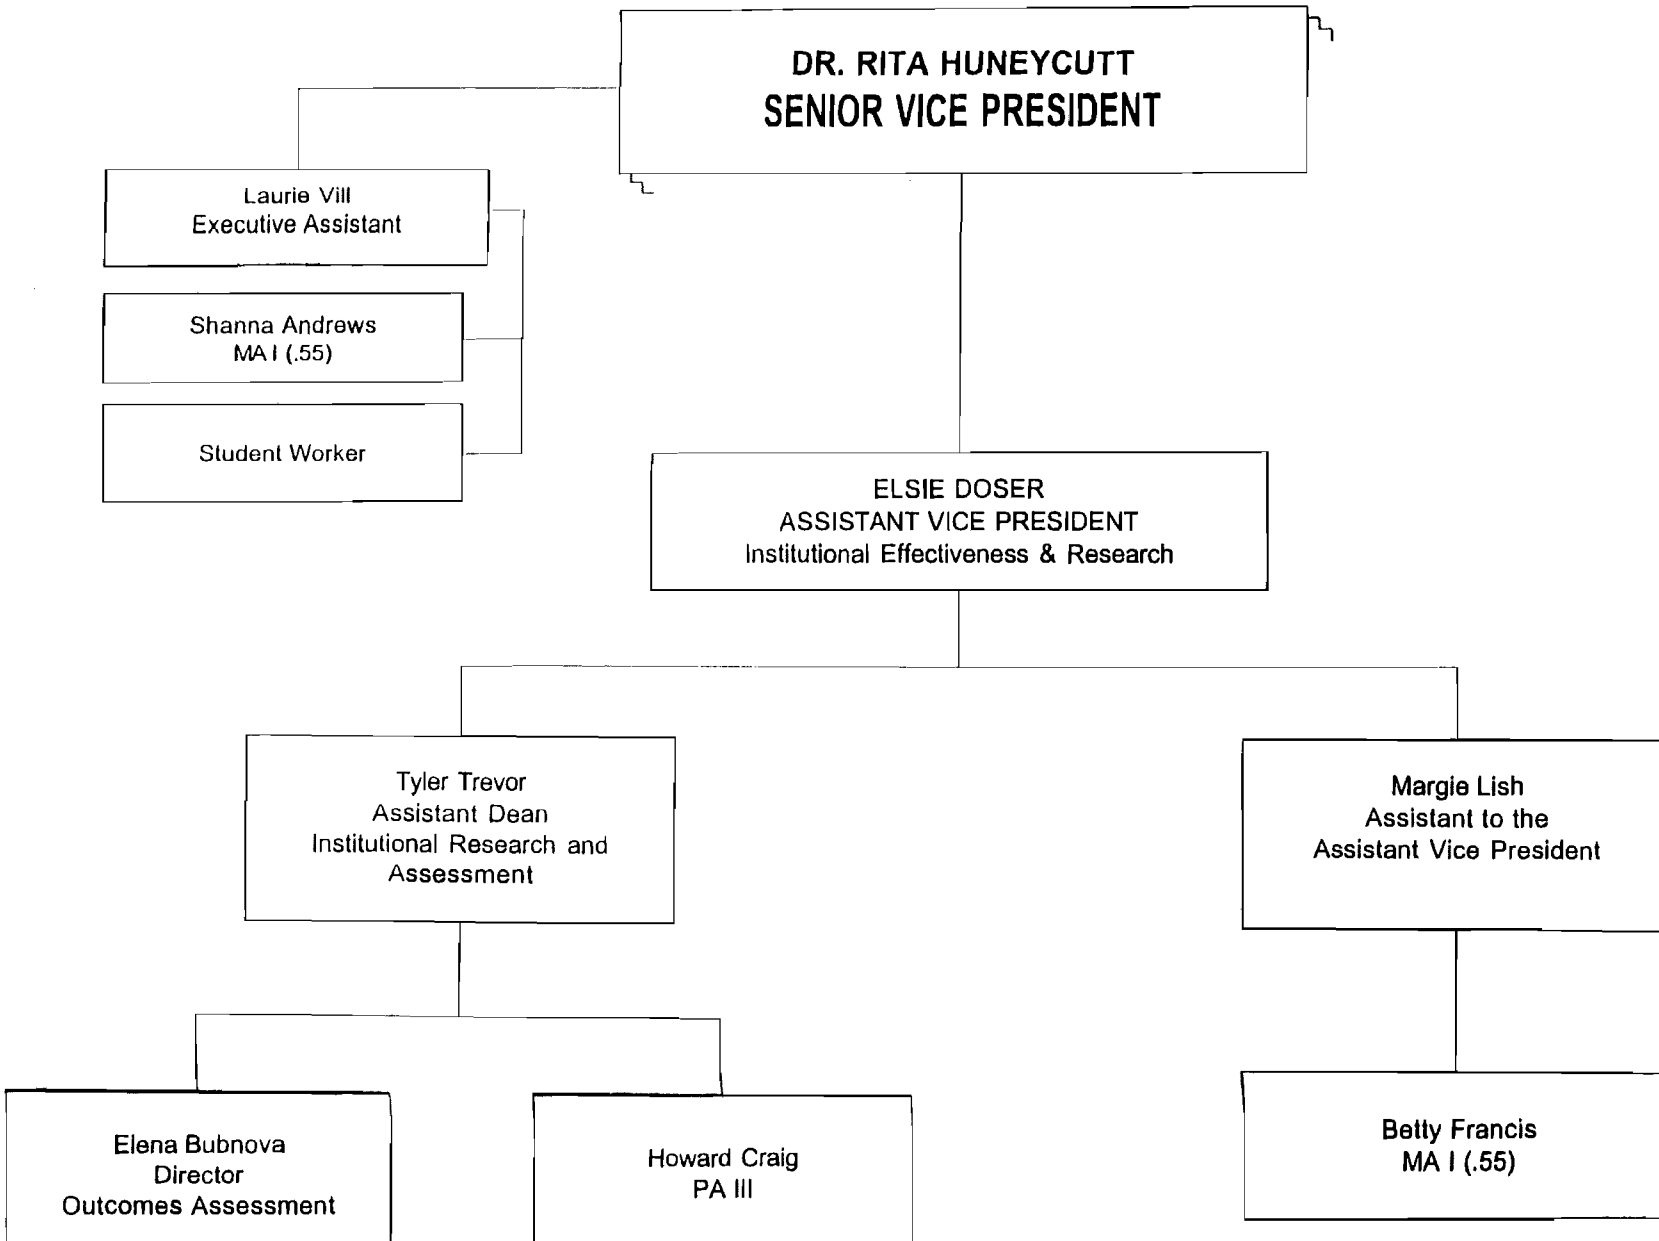 DR. RITA HUNEYCUTT
SENIOR VICE PRESIDENT
Laurie Vill
Executive Assistant
Shanna Andrews
MA I (.55)
Student Worker
ELSIE DOSER
ASSISTANT VICE PRESIDENT
Institutional Effectiveness & Research
Tyler Trevor
Assistant Dean
Institutional Research and
Assessment
Margie Lish
Assistant to the
Assistant Vice President
Elena Bubnova
Director
Outcomes Assessment
Howard Craig
PA III
Betty Francis
MA I (.55)